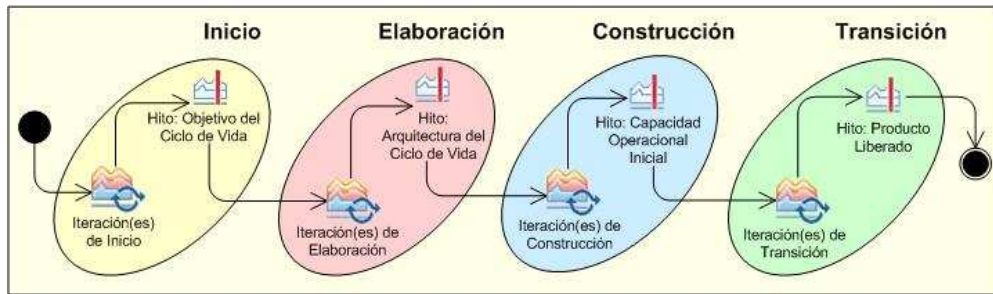 Inicio
Elaboración
Construcción
Transición
Hito: Objetivo del
Ciclo de Vida
Iteración(es)
de Inicio
Hito:
Arquitectura del
Ciclo de Vida
Iteración(es) de
Elaboración
Hito: Capacidad
Operacional
Inicial
Iteración(es) de
Construcción
Hito: Producto
Liberado
Iteración(es) de
Transición